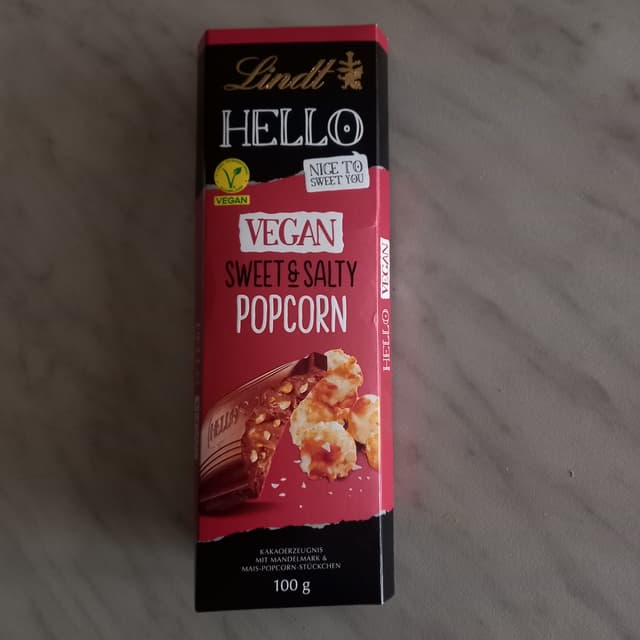 Lindt
HELLO
NICE TO
SWEET YOU
VEGAN
VEGAN
SWEET & SALTY
POPCORN
HELLO VEGAN
HELLO
KAKAOERZEUGNIS
MIT MANDELMARK &
MAIS-POPCORN-STÜCKCHEN
100 g